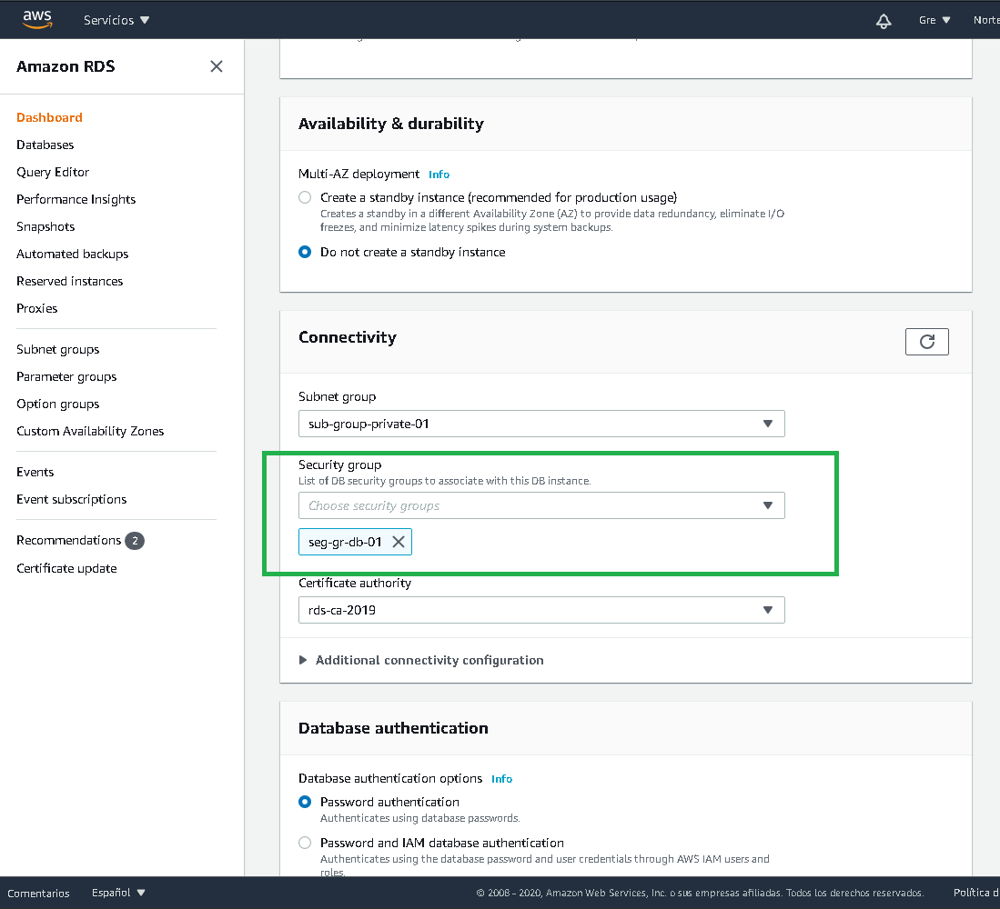 aws
Servicios
Gre
Norte
Amazon RDS
Dashboard
Databases
Query Editor
Performance Insights
Snapshots
Automated backups
Reserved instances
Proxies
Subnet groups
Parameter groups
Option groups
Custom Availability Zones
Events
Event subscriptions
Recommendations 2
Certificate update
Availability & durability
Multi-AZ deployment Info
Create a standby instance (recommended for production usage)
Creates a standby in a different Availability Zone (AZ) to provide data redundancy, eliminate I/O
freezes, and minimize latency spikes during system backups.
Do not create a standby instance
Connectivity
Subnet group
sub-group-private-01
Security group
List of DB security groups to associate with this DB instance.
Choose security groups
seg-gr-db-01
Certificate authority
rds-ca-2019
Additional connectivity configuration
Database authentication
Database authentication options Info
Password authentication
Authenticates using database passwords.
Password and IAM database authentication
Authenticates using the database password and user credentials through AWS IAM users and
roles.
Comentarios
Español
© 2008 - 2020, Amazon Web Services, Inc. o sus empresas afiliadas. Todos los derechos reservados.
Política d